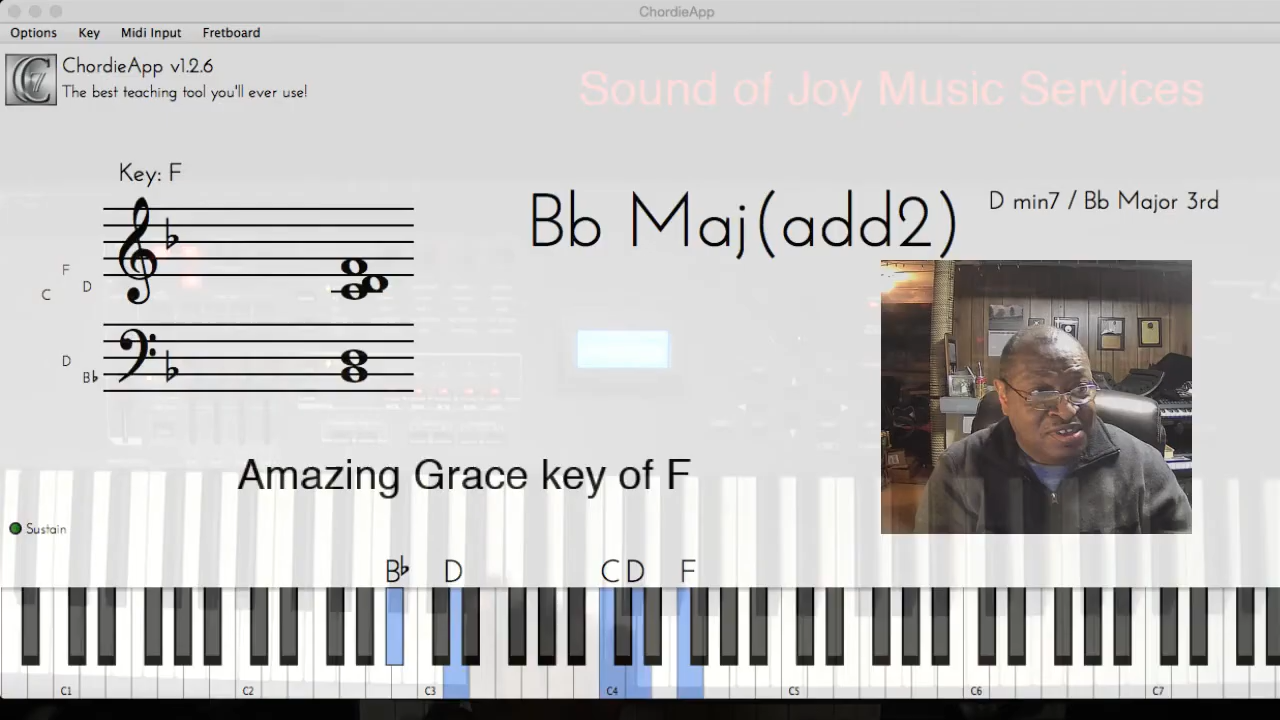 ChordieApp
Options Key Midi Input Fretboard
ChordieApp v1.2.6
The best teaching tool you'll ever use!
Sound of Joy Music Services
Key: F
Bb Maj(add2)
D min7 / Bb Major 3rd
F
D
C
D
B♭
Amazing Grace key of F
Sustain
B♭ D C D F
C1 C2 C3 C4 C5 C6 C7